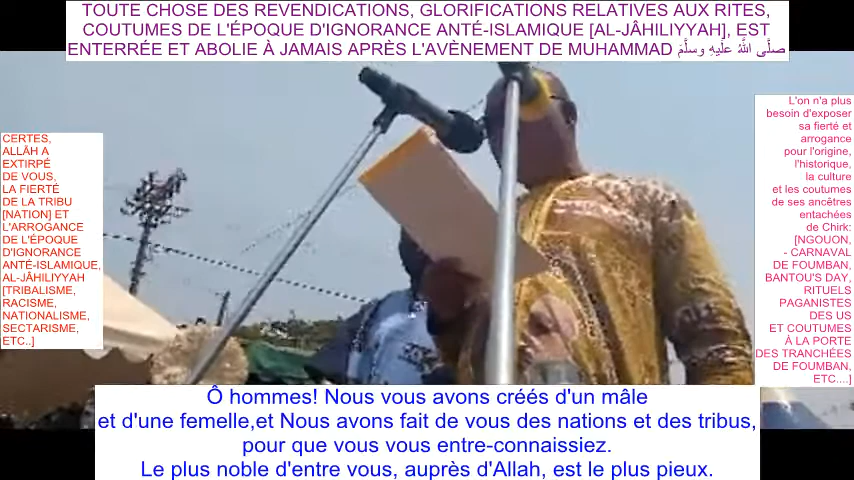 TOUTE CHOSE DES REVENDICATIONS, GLORIFICATIONS RELATIVES AUX RITES,
COUTUMES DE L'ÉPOQUE D'IGNORANCE ANTÉ-ISLAMIQUE [AL-JÂHILIYYAH], EST
ENTERRÉE ET ABOLIE À JAMAIS APRÈS L'AVÈNEMENT DE MUHAMMAD صلَّى اللَّهُ علَيْهِ وسلَّمَ
CERTES,
ALLÂH A
EXTIRPÉ
DE VOUS,
LA FIERTÉ
DE LA TRIBU
[NATION] ET
L'ARROGANCE
DE L'ÉPOQUE
D'IGNORANCE
ANTÉ-ISLAMIQUE,
AL-JÂHILIYYAH
[TRIBALISME,
RACISME,
NATIONALISME,
SECTARISME,
ETC..]
L'on n'a plus
besoin d'exposer
sa fierté et
arrogance
pour l'origine,
l'historique,
la culture
et les coutumes
de ses ancêtres
entachées
de Chirk:
[NGOUON,
- CARNAVAL
DE FOUMBAN,
BANTOU'S DAY,
RITUELS
PAGANISTES
DES US
ET COUTUMES
À LA PORTE
DES TRANCHÉES
DE FOUMBAN,
ETC....]
Ô hommes! Nous vous avons créés d'un mâle
et d'une femelle,et Nous avons fait de vous des nations et des tribus,
pour que vous vous entre-connaissiez.
Le plus noble d'entre vous, auprès d'Allah, est le plus pieux.